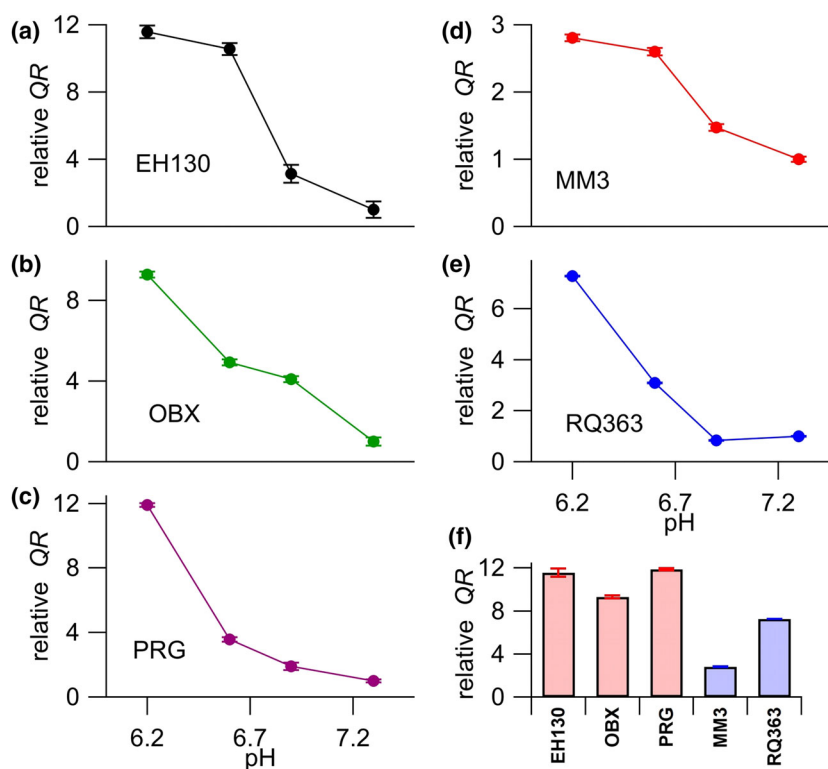 (a)
relative QR
12
8
4
0
EH130
(b)
relative QR
8
4
0
OBX
(c)
relative QR
12
8
4
0
PRG
6.2 6.7 7.2
pH
(d)
relative QR
3
2
1
0
MM3
(e)
relative QR
6
4
2
0
RQ363
6.2 6.7 7.2
pH
(f)
relative QR
12
8
4
0
EH130
OBX
PRG
MM3
RQ363